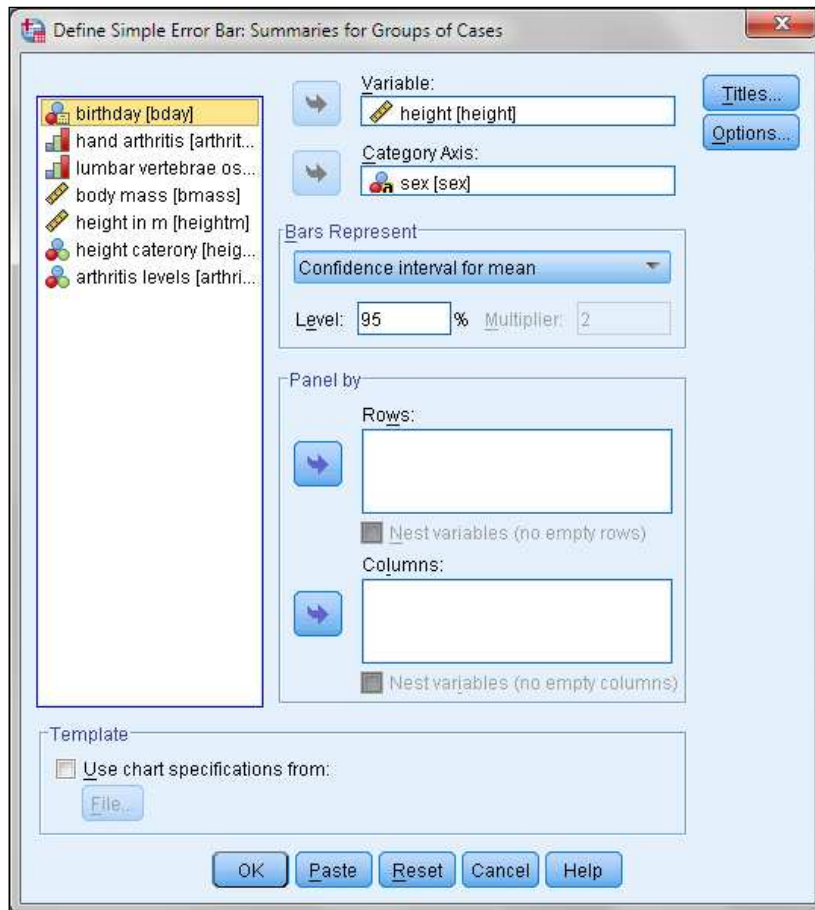 Define Simple Error Bar: Summaries for Groups of Cases
birthday [bday]
hand arthritis [arthrit...
lumbar vertebrae os...
body mass [bmass]
height in m [heightm]
height caterory [heig...
arthritis levels [arthri...
Variable:
height [height]
Category Axis:
sex [sex]
Titles...
Options...
Bars Represent
Confidence interval for mean
Level: 95 % Multiplier: 2
Panel by
Rows:
Nest variables (no empty rows)
Columns:
Nest variables (no empty columns)
Template
Use chart specifications from:
File...
OK Paste Reset Cancel Help